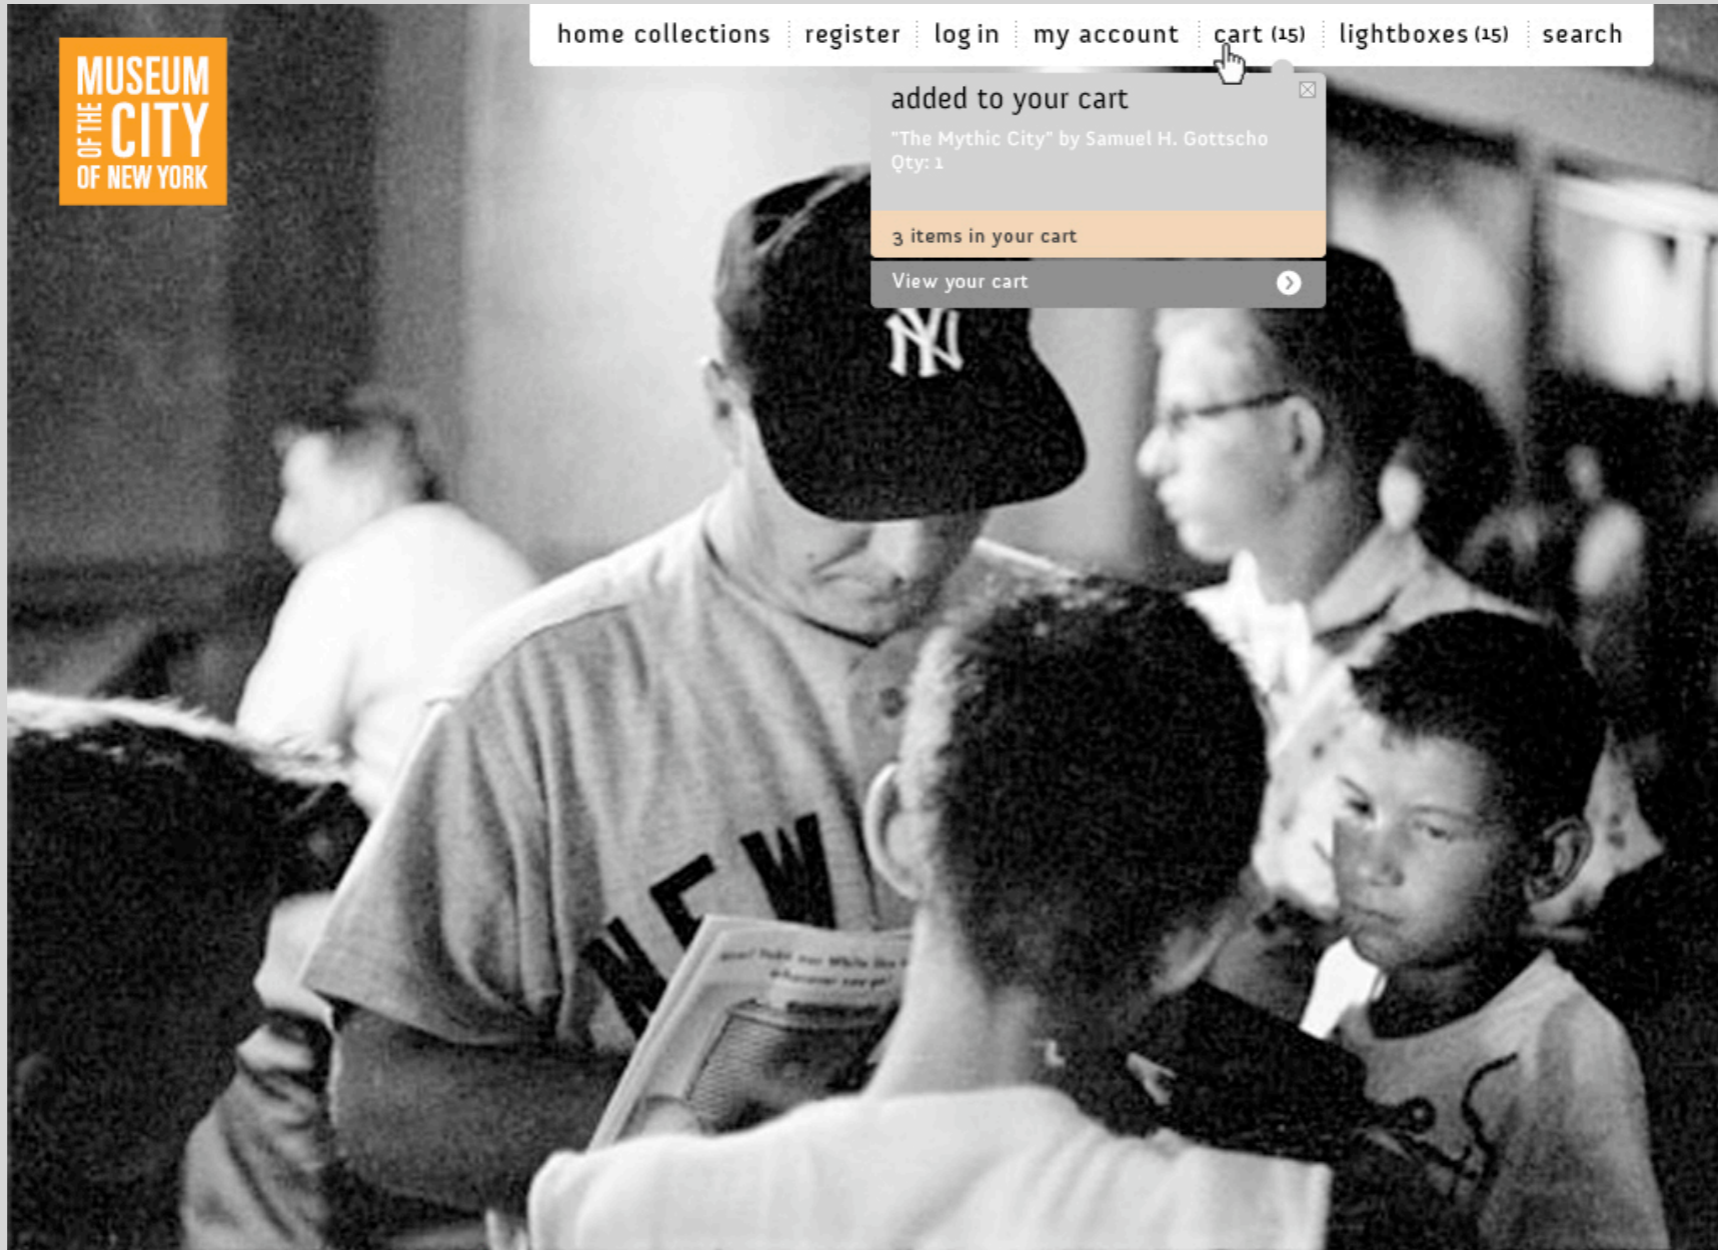 MUSEUM
OF THE
CITY
OF NEW YORK
home collections register log in my account cart (15) lightboxes (15) search
added to your cart
"The Mythic City" by Samuel H. Gottscho
Qty: 1
3 items in your cart
View your cart
NY
NEW